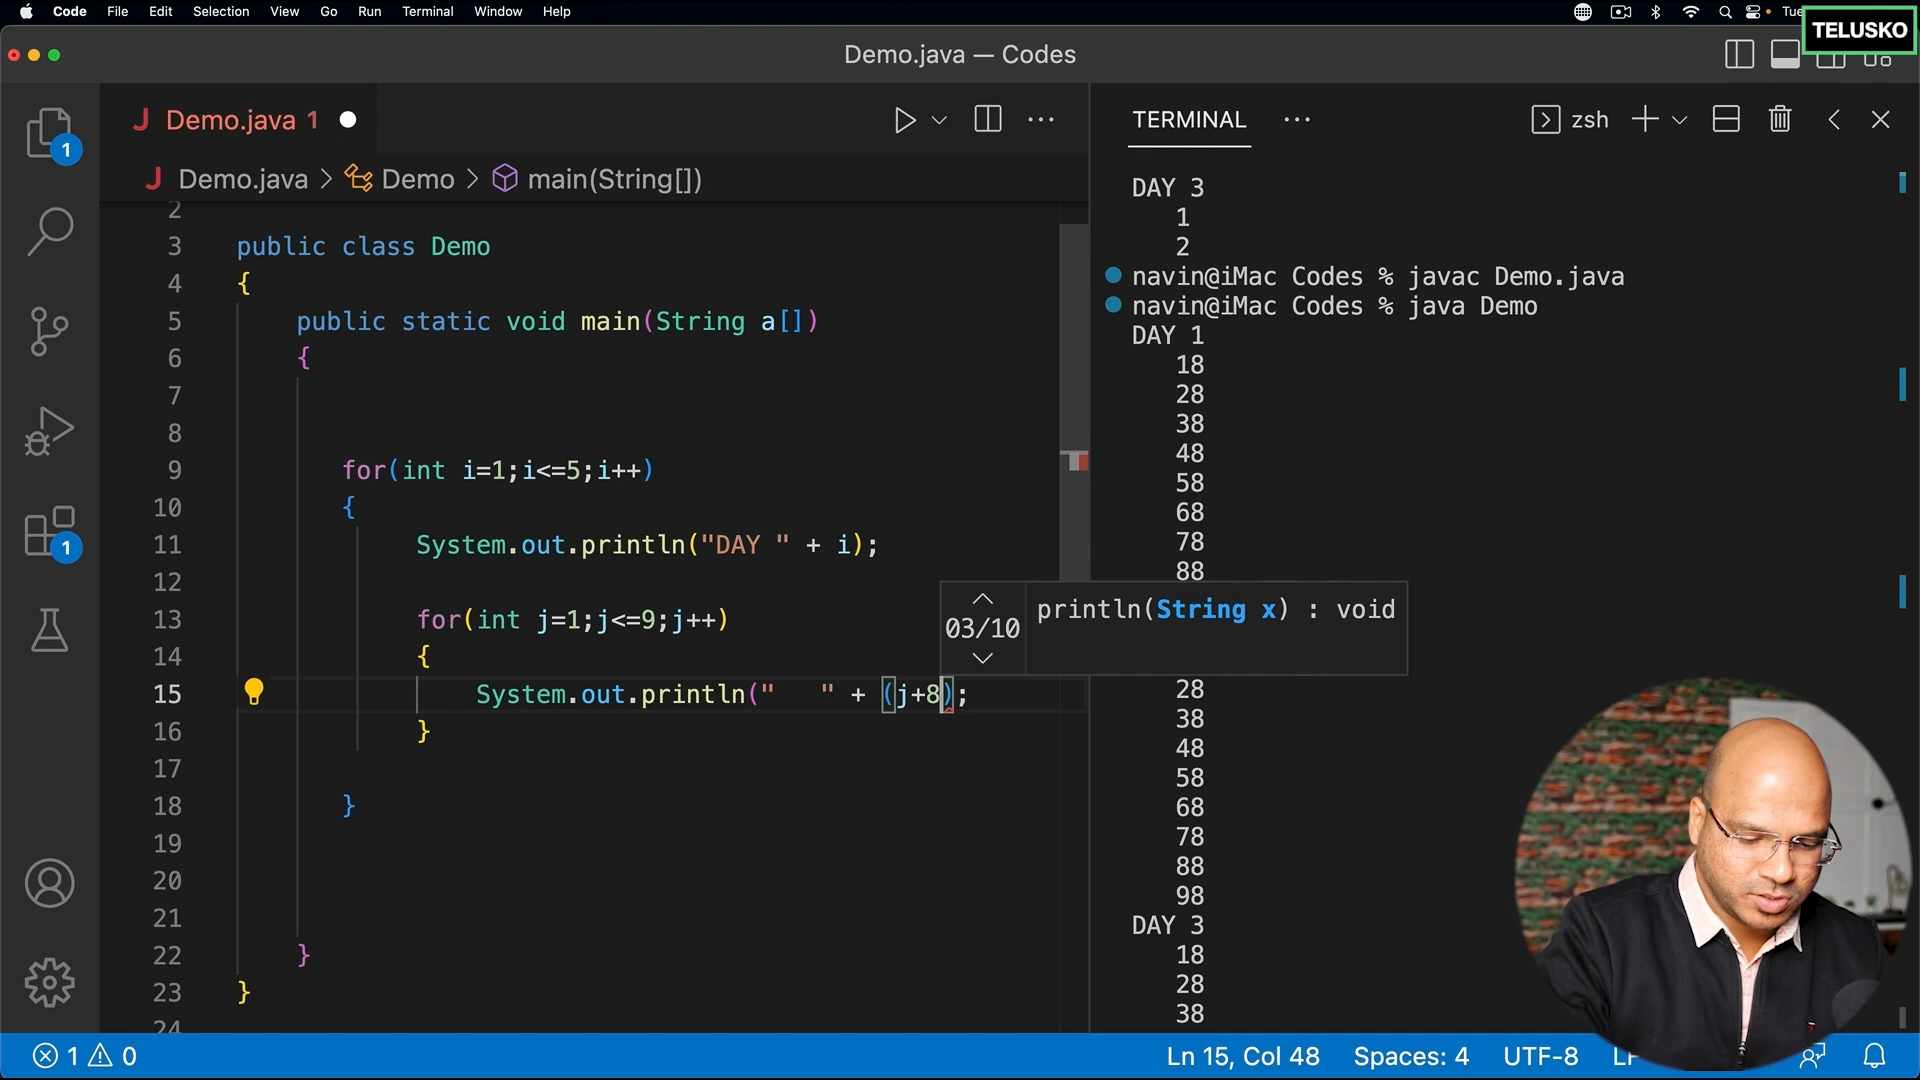 Code File Edit Selection View Go Run Terminal Window Help Tue
TELUSKO
Demo.java — Codes
Demo.java 1
TERMINAL
zsh
Demo.java > Demo > main(String[])
1
1
2
3 public class Demo
4 {
5 public static void main(String a[])
6 {
7
8
9 for(int i=1;i<=5;i++)
10 {
11 System.out.println("DAY " + i);
12
13 for(int j=1;j<=9;j++)
14 {
15 System.out.println("   " + (j+8);
16 }
17
18 }
19
20
21
22 }
23 }
24
03/10
println(String x) : void
DAY 3
1
2
navin@iMac Codes % javac Demo.java
navin@iMac Codes % java Demo
DAY 1
18
28
38
48
58
68
78
88
28
38
48
58
68
78
88
98
DAY 3
18
28
38
1 0
Ln 15, Col 48 Spaces: 4 UTF-8